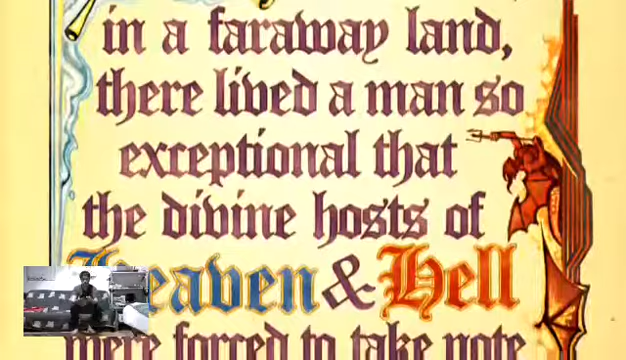 in a faraway land,
there lived a man so
exceptional that
the divine hosts of
Heaven & Hell
were forced to take note